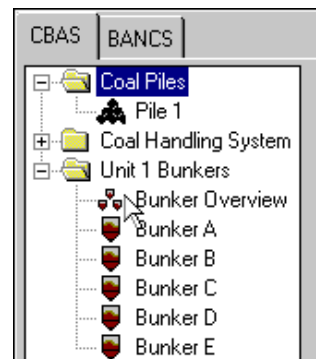 CBAS BANCS
Coal Piles
Pile 1
Coal Handling System
Unit 1 Bunkers
Bunker Overview
Bunker A
Bunker B
Bunker C
Bunker D
Bunker E